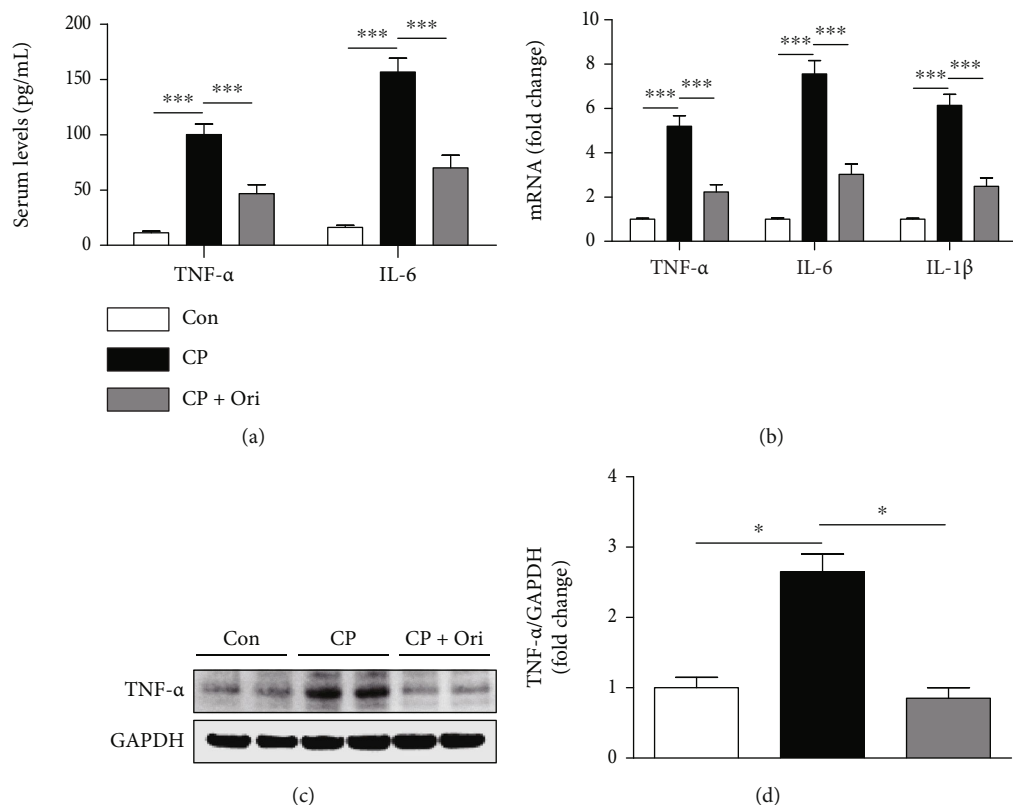 Serum levels (pg/mL)
200
150
100
50
0
***
***
***
***
TNF-α
IL-6
Con
CP
CP + Ori
(a)
mRNA (fold change)
10
8
6
4
2
0
***
***
***
***
***
***
TNF-α
IL-6
IL-1β
(b)
Con
CP
CP + Ori
TNF-α
GAPDH
(c)
TNF-α/GAPDH
(fold change)
4
3
2
1
0
*
*
(d)